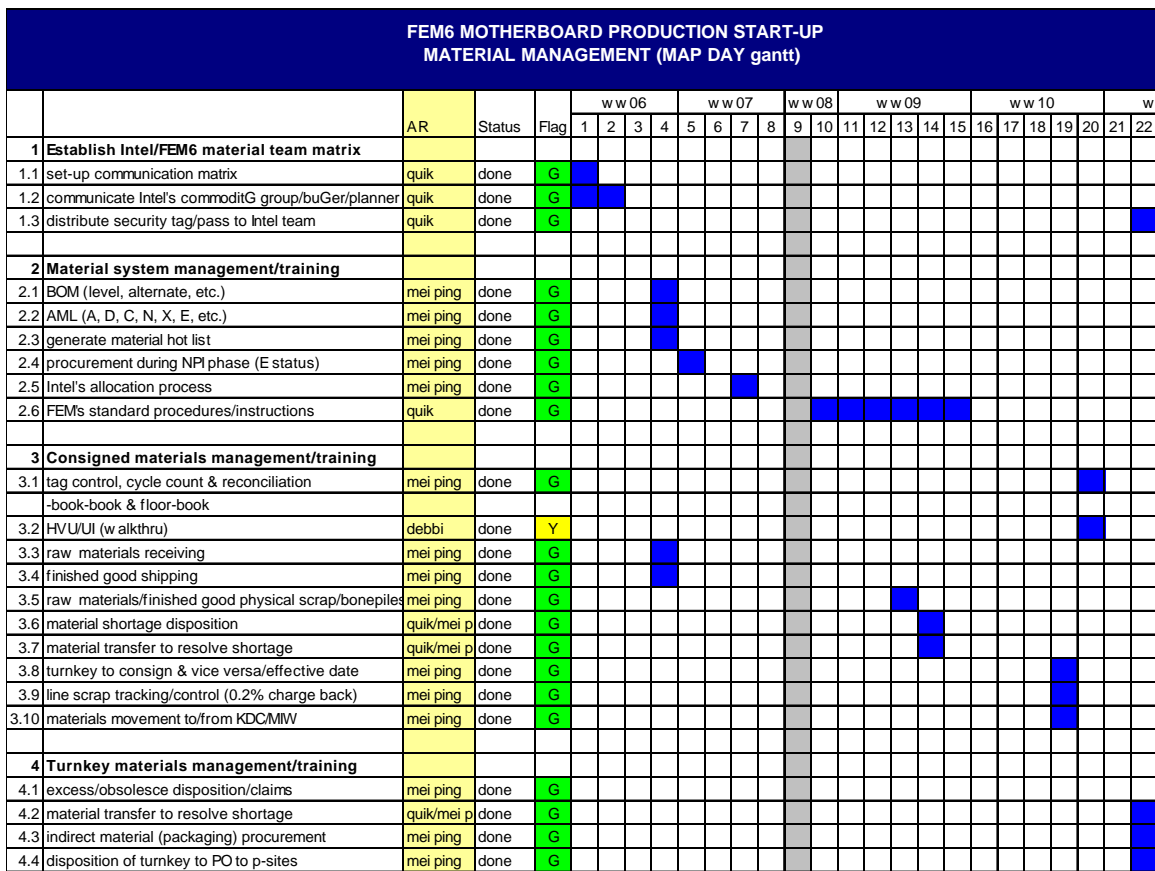 FEM6 MOTHERBOARD PRODUCTION START-UP
MATERIAL MANAGEMENT (MAP DAY gantt)
ww06 ww07 ww08 ww09 ww10 w
AR Status Flag 1 2 3 4 5 6 7 8 9 10 11 12 13 14 15 16 17 18 19 20 21 22
1 Establish Intel/FEM6 material team matrix
1.1 set-up communication matrix quik done G
1.2 communicate Intel's commoditG group/buGer/planner quik done G
1.3 distribute security tag/pass to Intel team quik done G
2 Material system management/training
2.1 BOM (level, alternate, etc.) mei ping done G
2.2 AML (A, D, C, N, X, E, etc.) mei ping done G
2.3 generate material hot list mei ping done G
2.4 procurement during NPI phase (E status) mei ping done G
2.5 Intel's allocation process mei ping done G
2.6 FEM's standard procedures/instructions quik done G
3 Consigned materials management/training
3.1 tag control, cycle count & reconciliation mei ping done G
-book-book & floor-book
3.2 HVU/UI (walkthru) debbi done Y
3.3 raw materials receiving mei ping done G
3.4 finished good shipping mei ping done G
3.5 raw materials/finished good physical scrap/bonepiles mei ping done G
3.6 material shortage disposition quik/mei p done G
3.7 material transfer to resolve shortage quik/mei p done G
3.8 turnkey to consign & vice versa/effective date mei ping done G
3.9 line scrap tracking/control (0.2% charge back) mei ping done G
3.10 materials movement to/from KDC/MIW mei ping done G
4 Turnkey materials management/training
4.1 excess/obsolesce disposition/claims mei ping done G
4.2 material transfer to resolve shortage quik/mei p done G
4.3 indirect material (packaging) procurement mei ping done G
4.4 disposition of turnkey to PO to p-sites mei ping done G